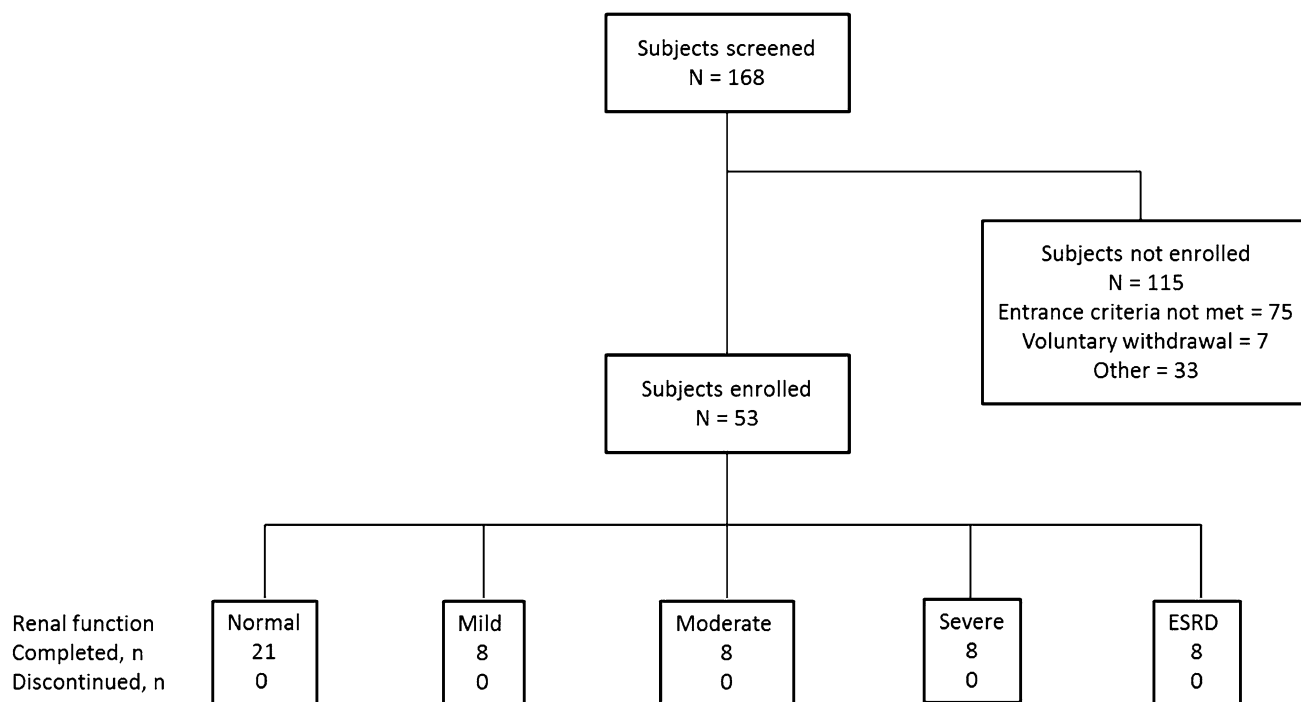 Subjects screened
N = 168
Subjects not enrolled
N = 115
Entrance criteria not met = 75
Voluntary withdrawal = 7
Other = 33
Subjects enrolled
N = 53
Renal function Normal Mild Moderate Severe ESRD
Completed, n 21 8 8 8 8
Discontinued, n 0 0 0 0 0